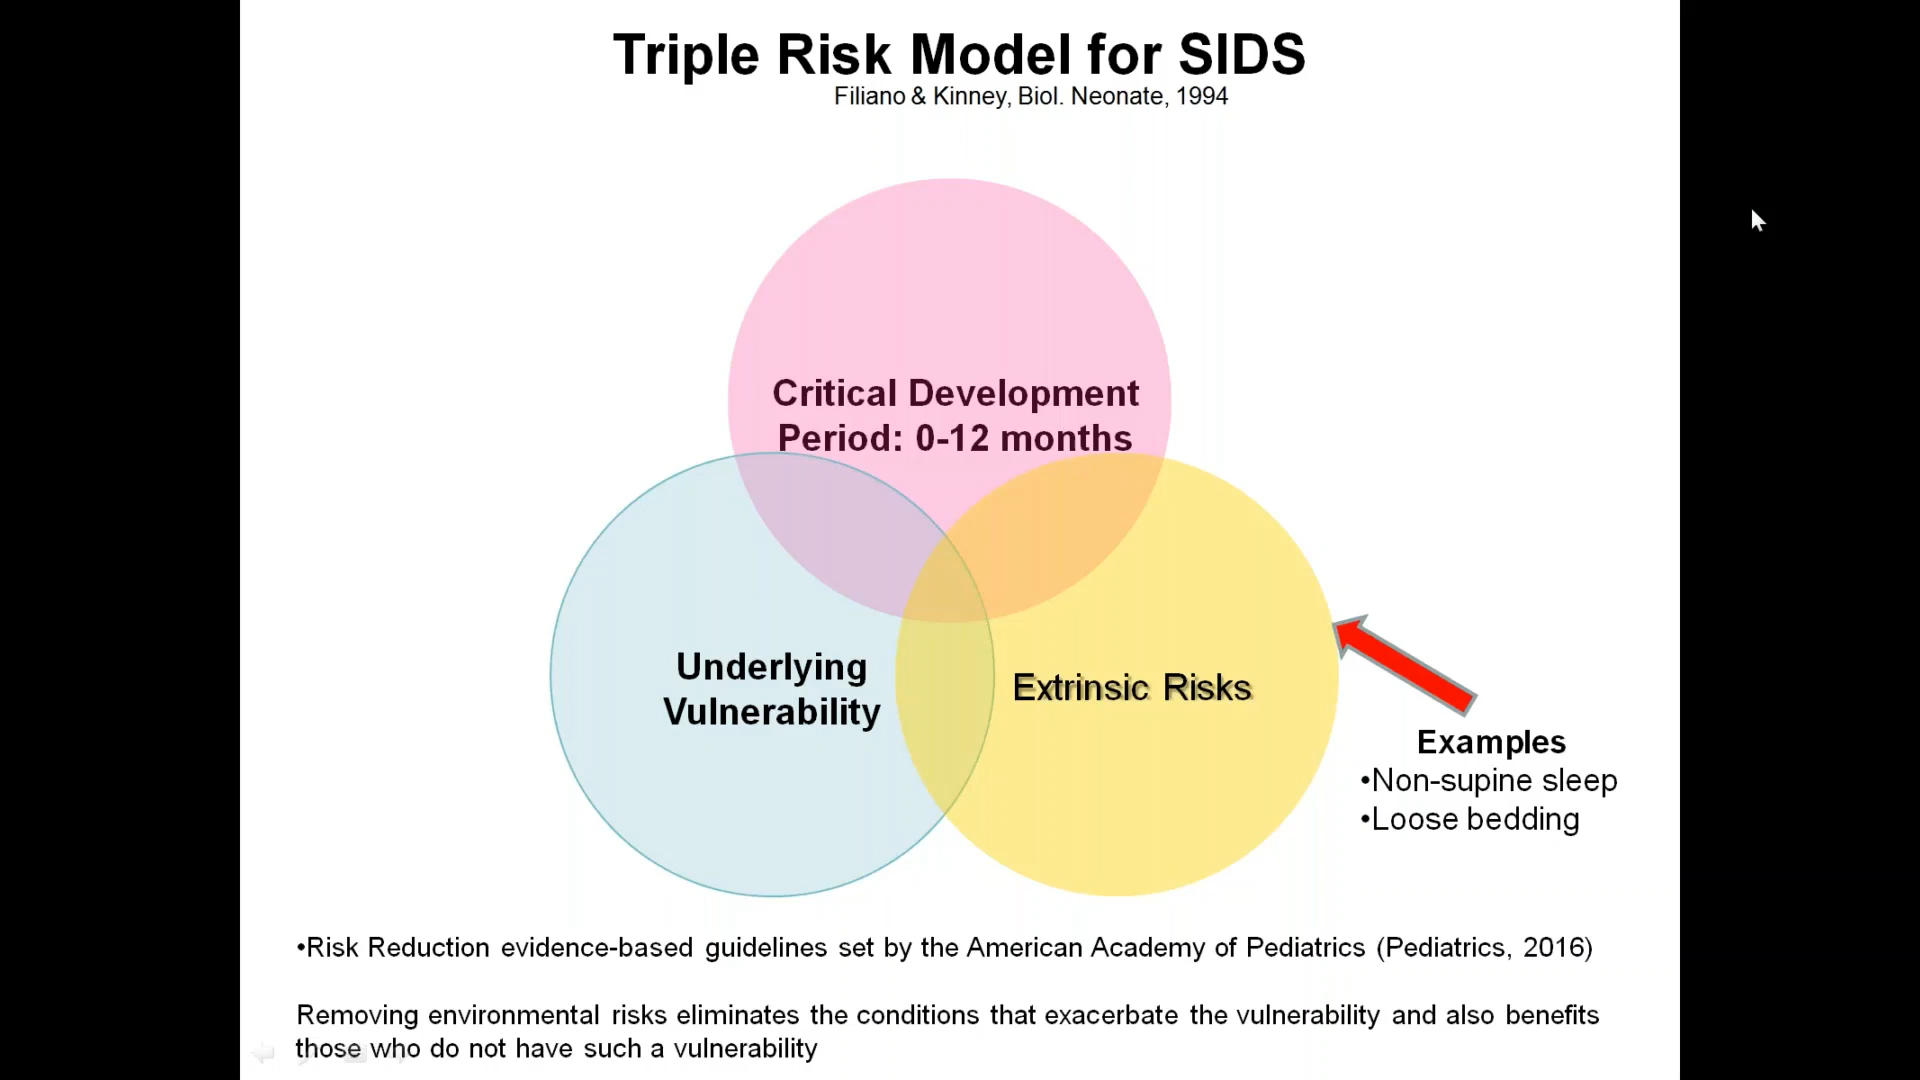 Triple Risk Model for SIDS
Filiano & Kinney, Biol. Neonate, 1994
Critical Development
Period: 0-12 months
Underlying
Vulnerability
Extrinsic Risks
Examples
•Non-supine sleep
•Loose bedding
•Risk Reduction evidence-based guidelines set by the American Academy of Pediatrics (Pediatrics, 2016)
Removing environmental risks eliminates the conditions that exacerbate the vulnerability and also benefits
those who do not have such a vulnerability